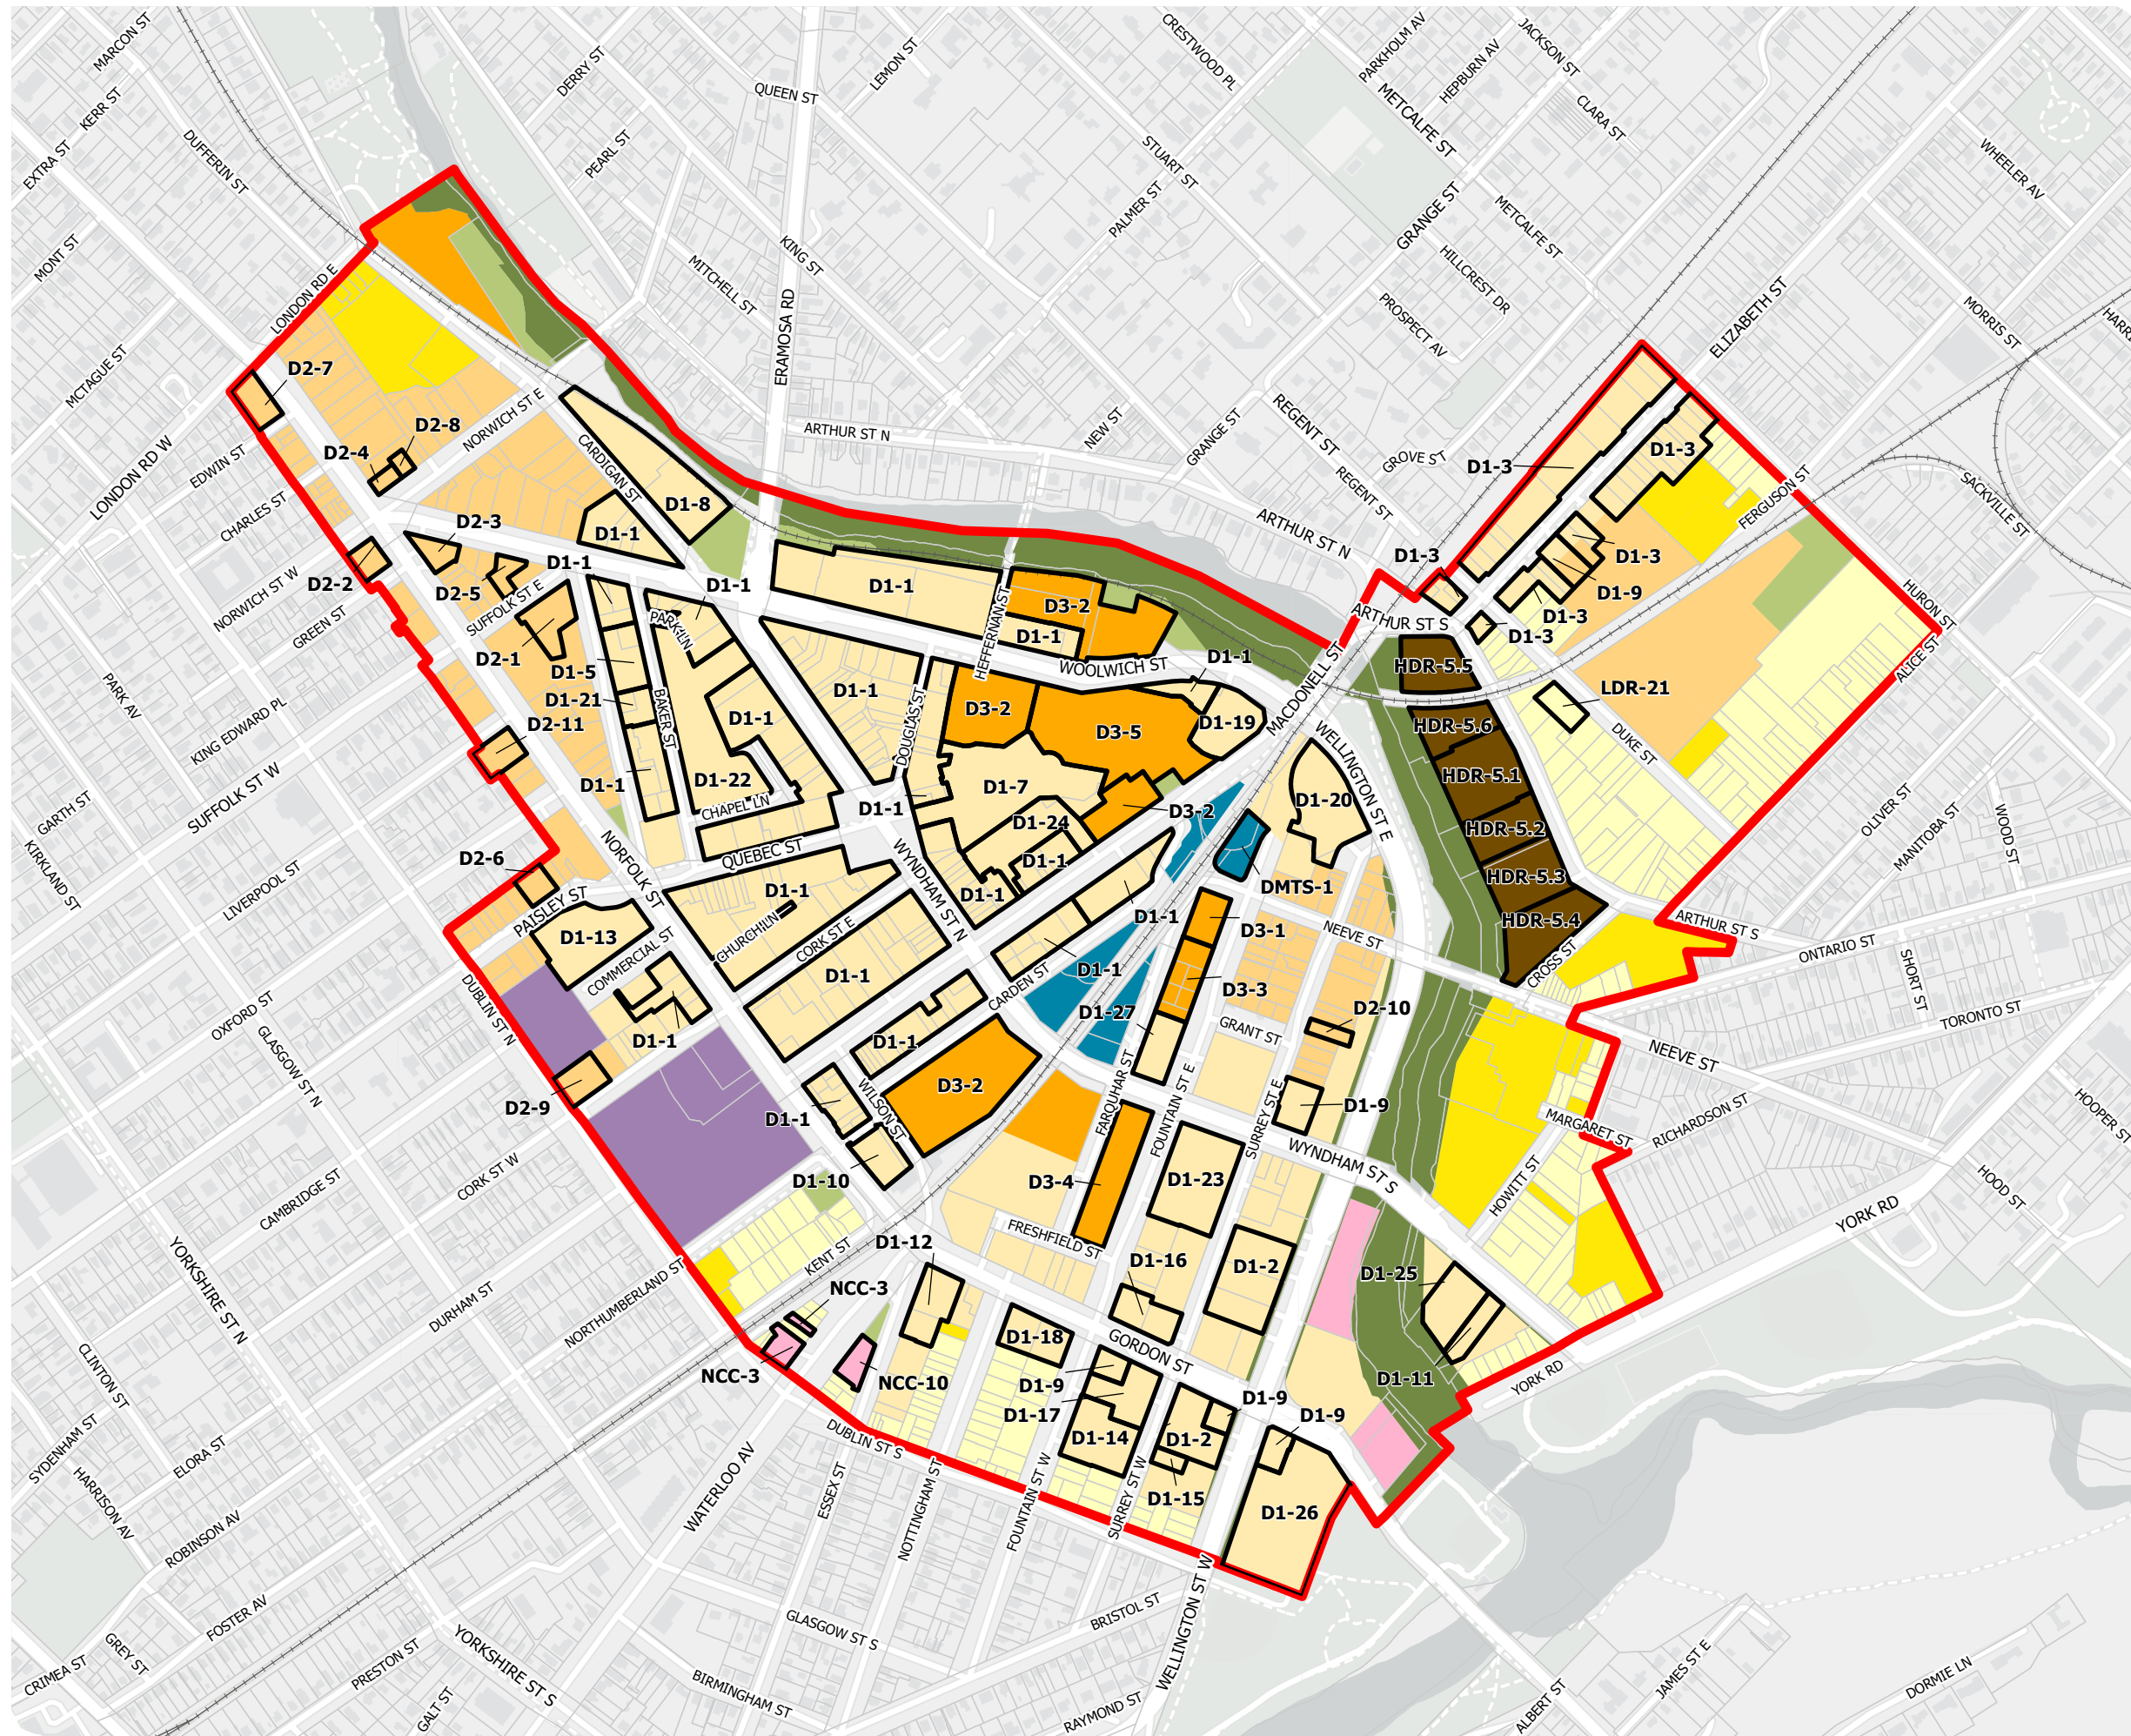 MARCON ST
DERRY ST
LEMON ST
CRESTWOOD PL
PARKHOLM AV
JACKSON ST
HEPBURN AV
METCALFE ST
CLARA ST
QUEEN ST
KERR ST
EXTRA ST
DUFFERIN ST
PEARL ST
STUART ST
PALMER ST
GRANGE ST
METCALFE ST
WHEELER AV
MONT ST
LONDON RD E
MITCHELL ST
KING ST
ERAMOSA RD
HILLCREST DR
PROSPECT AV
ELIZABETH ST
MORRIS ST
MCTAGUE ST
D2-7
D2-8
D2-4
NORWICH ST E
CARDIGAN ST
ARTHUR ST N
NEW ST
GRANGE ST
REGENT ST
REGENT ST
GROVE ST
D1-3
D1-3
FERGUSON ST
SACKVILLE ST
LONDON RD W
EDWIN ST
CHARLES ST
D1-8
D1-1
D2-3
D1-1
D2-2
D2-5
SUFFOLK ST E
ARTHUR ST N
D1-3
D1-3
D1-9
D1-3
D1-3
ARTHUR ST S
HURON ST
ALICE ST
NORWICH ST W
GREEN ST
D1-1
PARK LN
D1-1
D3-2
D1-1
HEFFERNAN ST
WOOLWICH ST
D1-1
HDR-5.5
LDR-21
D2-1
D1-5
D1-21
BAKER ST
D1-1
DOUGLAS ST
D3-2
D3-5
D1-19
MACDONELL ST
HDR-5.6
DUKE ST
PARK AV
KING EDWARD PL
SUFFOLK ST W
D2-11
D1-1
D1-22
D1-1
CHAPEL LN
D1-1
D1-7
D3-2
WELLINGTON ST E
D1-20
HDR-5.1
HDR-5.2
HDR-5.3
HDR-5.4
OLIVER ST
MANITOBA ST
WOOD ST
GARTH ST
KIRKLAND ST
LIVERPOOL ST
D2-6
PAISLEY ST
NORFOLK ST
QUEBEC ST
WYNDHAM ST N
D1-24
D1-1
D1-1
D1-1
CHURCH LN
CORK ST E
DMTS-1
D1-1
D3-1
NEEVE ST
ARTHUR ST S
ONTARIO ST
SHORT ST
TORONTO ST
CROSS ST
D1-13
COMMERCIAL ST
D1-1
D1-1
CARDEN ST
D1-1
D3-3
D1-27
D2-10
GRANT ST
DUBLIN ST N
OXFORD ST
GLASGOW ST N
D1-1
D1-1
D3-2
FARQUHAR ST
FOUNTAIN ST E
SURREY ST E
D1-9
NEEVE ST
MARGARET ST
RICHARDSON ST
HOOPER ST
D2-9
D1-1
WILSON ST
D1-10
D3-4
D1-23
WYNDHAM ST S
HOWITT ST
HOOD ST
YORK RD
CORK ST W
CAMBRIDGE ST
YORKSHIRE ST N
DURHAM ST
NORTHUMBERLAND ST
KENT ST
D1-12
FRESHFIELD ST
D1-16
D1-2
D1-25
NCC-3
NCC-3
NCC-10
D1-18
GORDON ST
D1-9
D1-17
D1-14
D1-2
D1-9
D1-9
D1-11
YORK RD
CLINTON ST
SYDENHAM ST
HARRISON AV
ELORA ST
ROBINSON AV
DUBLIN ST S
WATERLOO AV
ESSEX ST
NOTTINGHAM ST
FOUNTAIN ST W
SURREY ST W
D1-15
D1-26
WELLINGTON ST W
FOSTER AV
GREY ST
CRIMEA ST
PRESTON ST
YORKSHIRE ST S
GALT ST
GLASGOW ST S
BIRMINGHAM ST
BRISTOL ST
RAYMOND ST
ALBERT ST
JAMES ST E
DORMIE LN